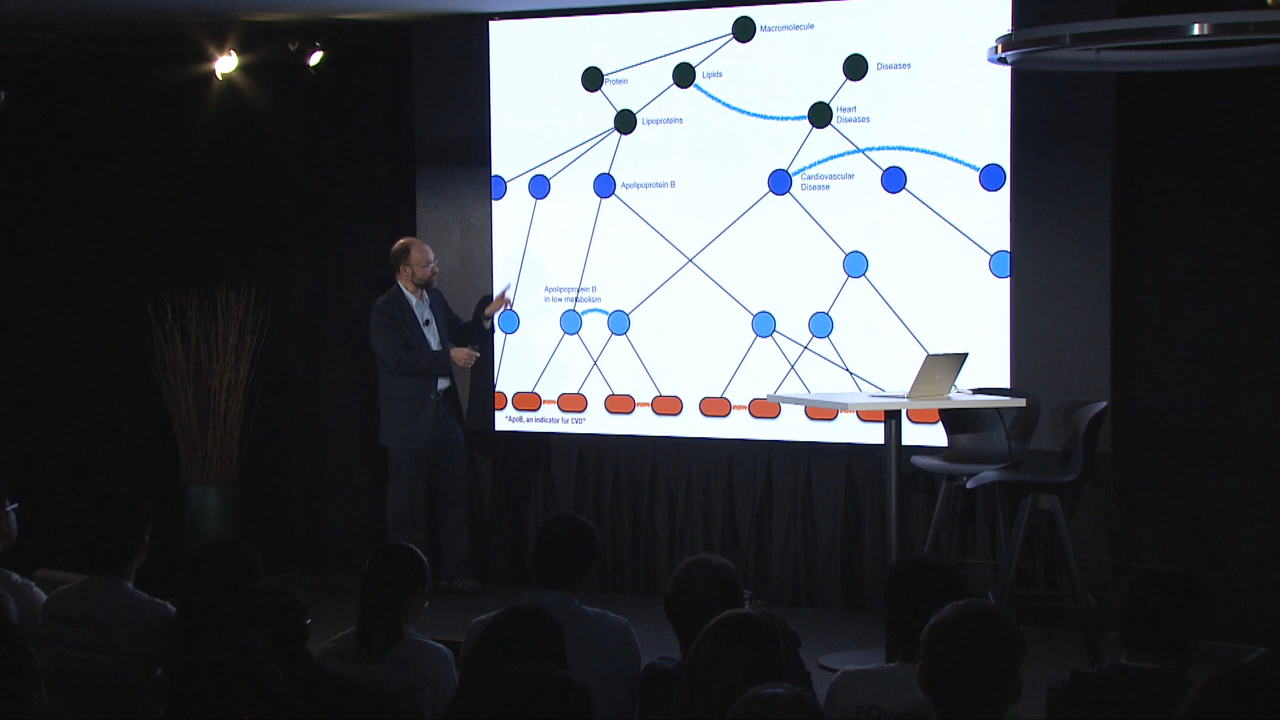 Macromolecule
Protein
Lipids
Diseases
Lipoproteins
Heart
Diseases
Apolipoprotein B
Cardiovascular
Disease
Apolipoprotein B
in low metabolism
"ApoB, an indicator for CVD"